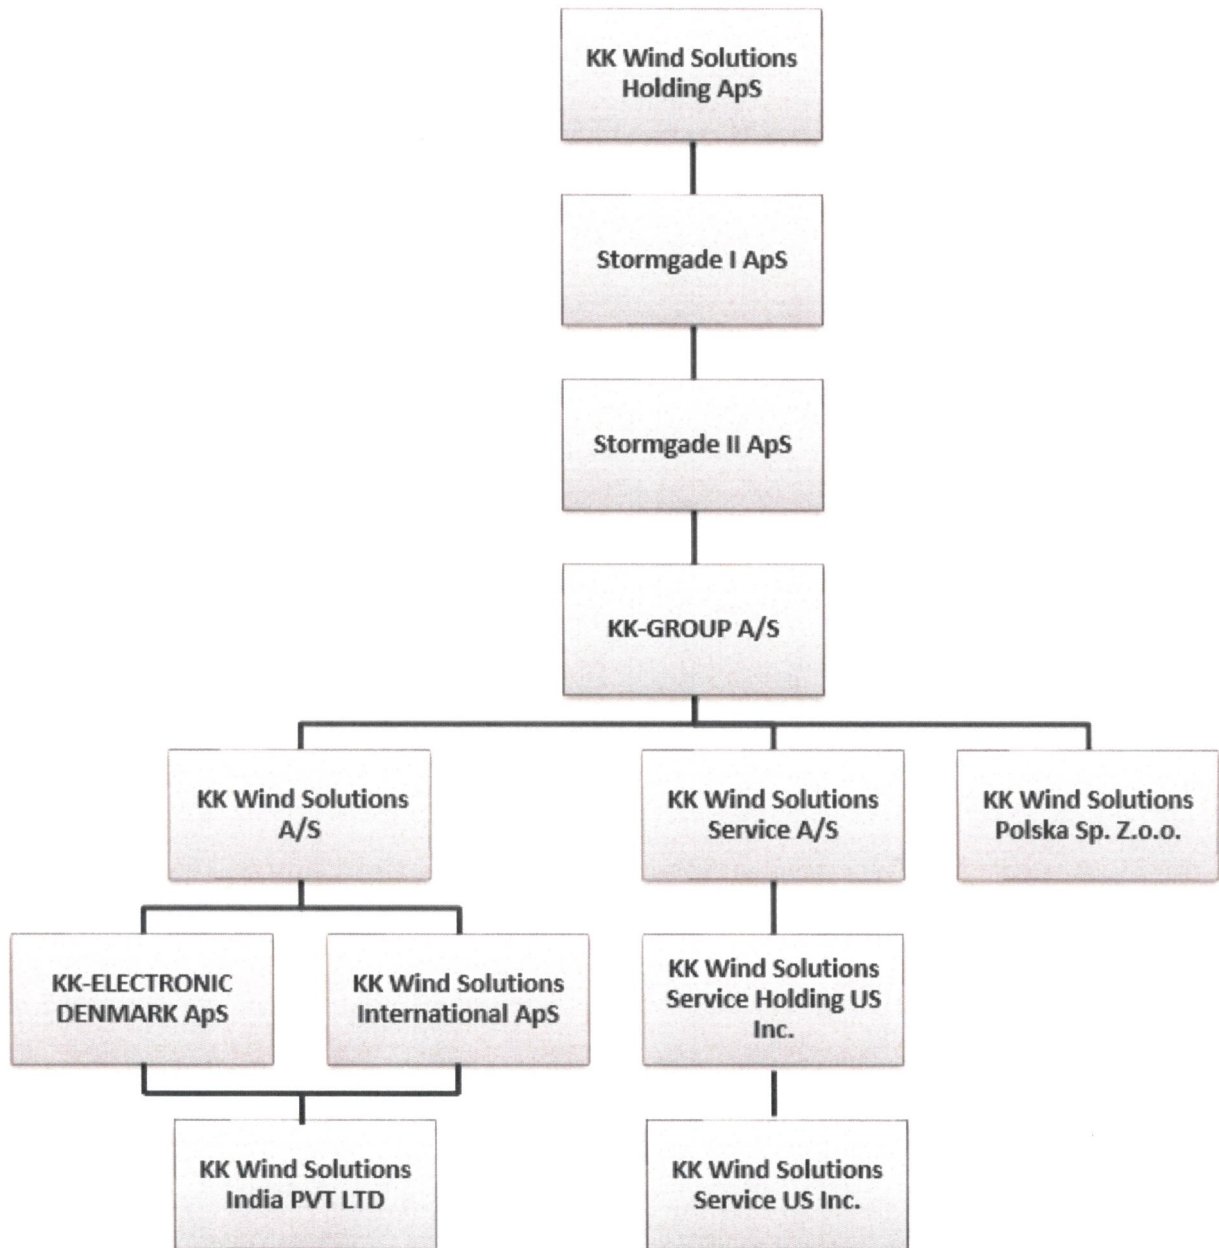 KK Wind Solutions
Holding ApS
Stormgade I ApS
Stormgade II ApS
KK-GROUP A/S
KK Wind Solutions
A/S
KK Wind Solutions
Service A/S
KK Wind Solutions
Polska Sp. Z.o.o.
KK-ELECTRONIC
DENMARK ApS
KK Wind Solutions
International ApS
KK Wind Solutions
Service Holding US
Inc.
KK Wind Solutions
India PVT LTD
KK Wind Solutions
Service US Inc.